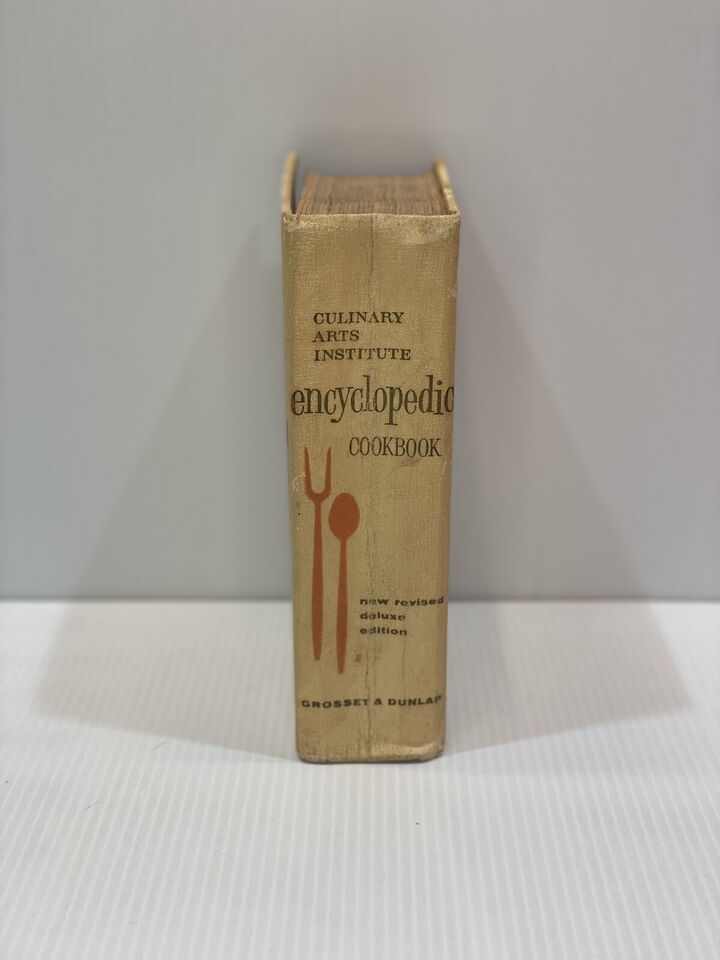 CULINARY
ARTS
INSTITUTE
encyclopedic
COOKBOOK
new revised
deluxe
edition
GROSSET & DUNLAP